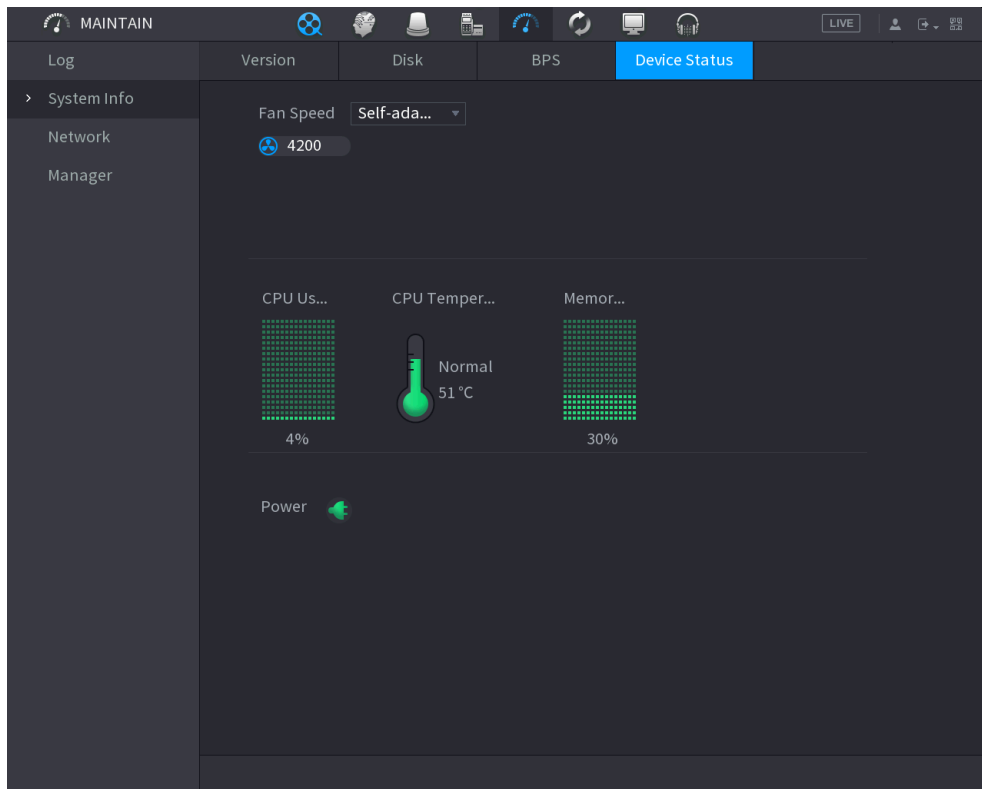 MAINTAIN
LIVE
Log
System Info
Network
Manager
Version
Disk
BPS
Device Status
Fan Speed
Self-ada...
4200
CPU Us...
CPU Temper...
Memor...
Normal
51 °C
4%
30%
Power